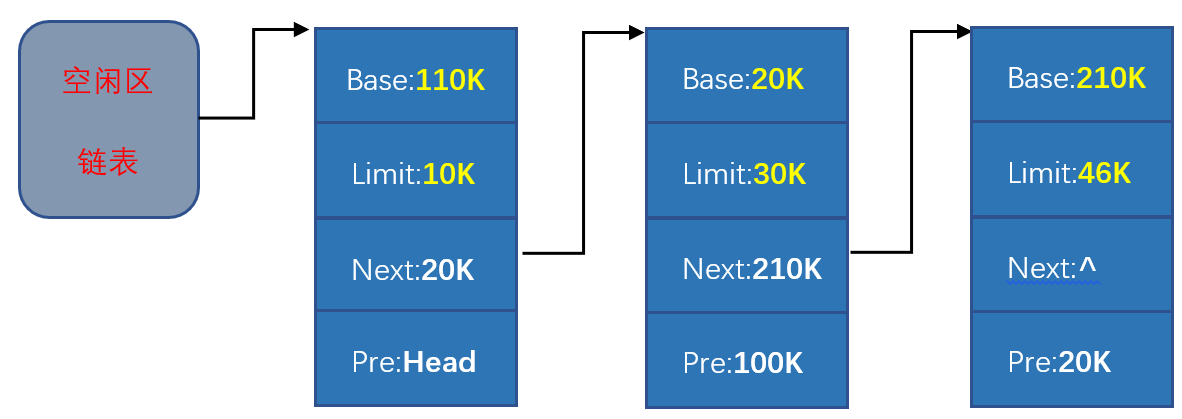 空闲区
链表
Base:110K
Limit:10K
Next:20K
Pre:Head
Base:20K
Limit:30K
Next:210K
Pre:100K
Base:210K
Limit:46K
Next:^
Pre:20K